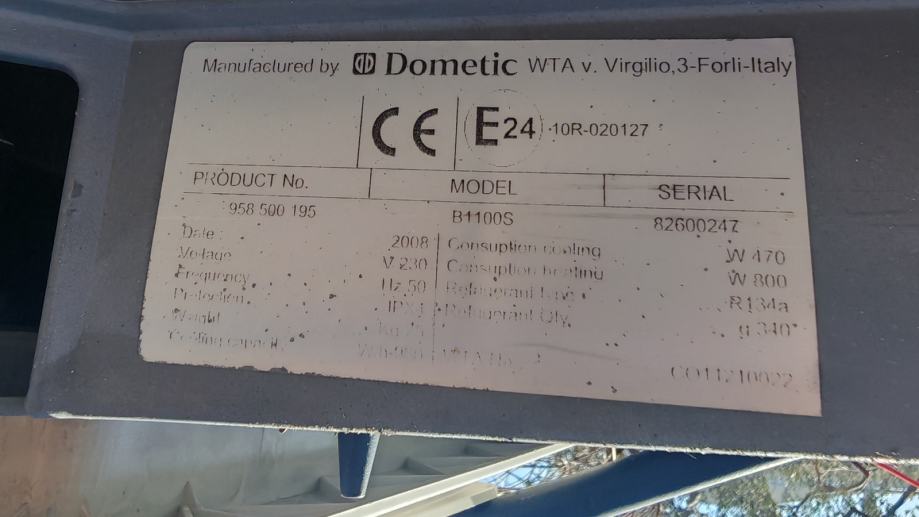 Manufactured by Dometic WTA v. Virgilio,3-Forli-Italy
CE E24 10R-020127
PRODUCT No. MODEL SERIAL
958 500 195 B1100S 82600247
Date: 2008 Consuption cooling W 470
Voltage V 230 Consuption heating W 800
Frequency Hz 50 Refrigerant type R134a
Protection Refrigerant Qty. g 340
Weight Kg
Cooling capacity CO11210022